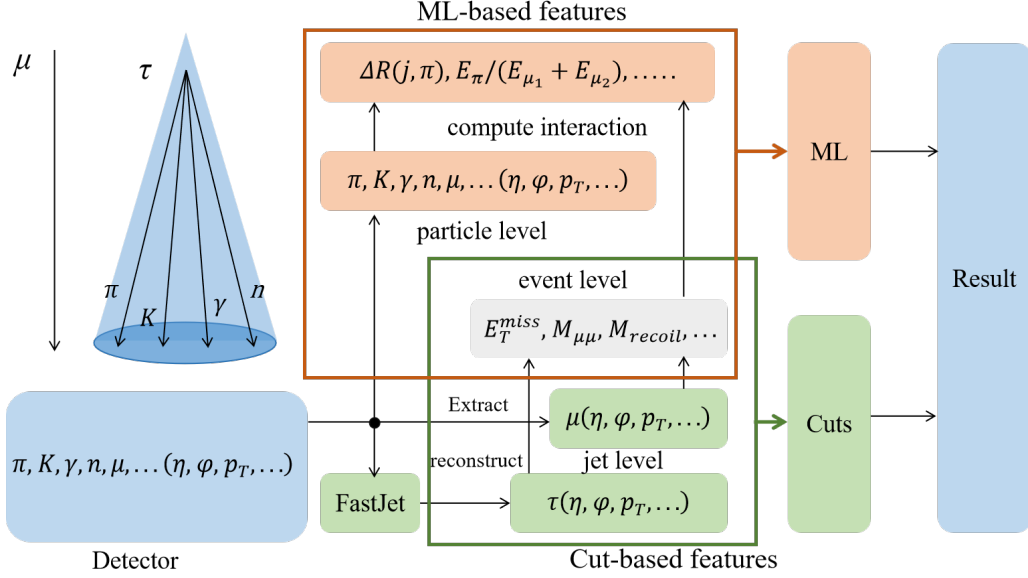 ML-based features
μ
τ
π
K
γ
n
ΔR(j, π), E_π/(E_μ₁ + E_μ₂), .....
compute interaction
π, K, γ, n, μ, … (η, φ, p_T, …)
particle level
event level
E_T^miss, M_μμ, M_recoil, …
Extract
μ(η, φ, p_T, …)
reconstruct
jet level
FastJet
τ(η, φ, p_T, …)
Cut-based features
π, K, γ, n, μ, … (η, φ, p_T, …)
Detector
ML
Cuts
Result